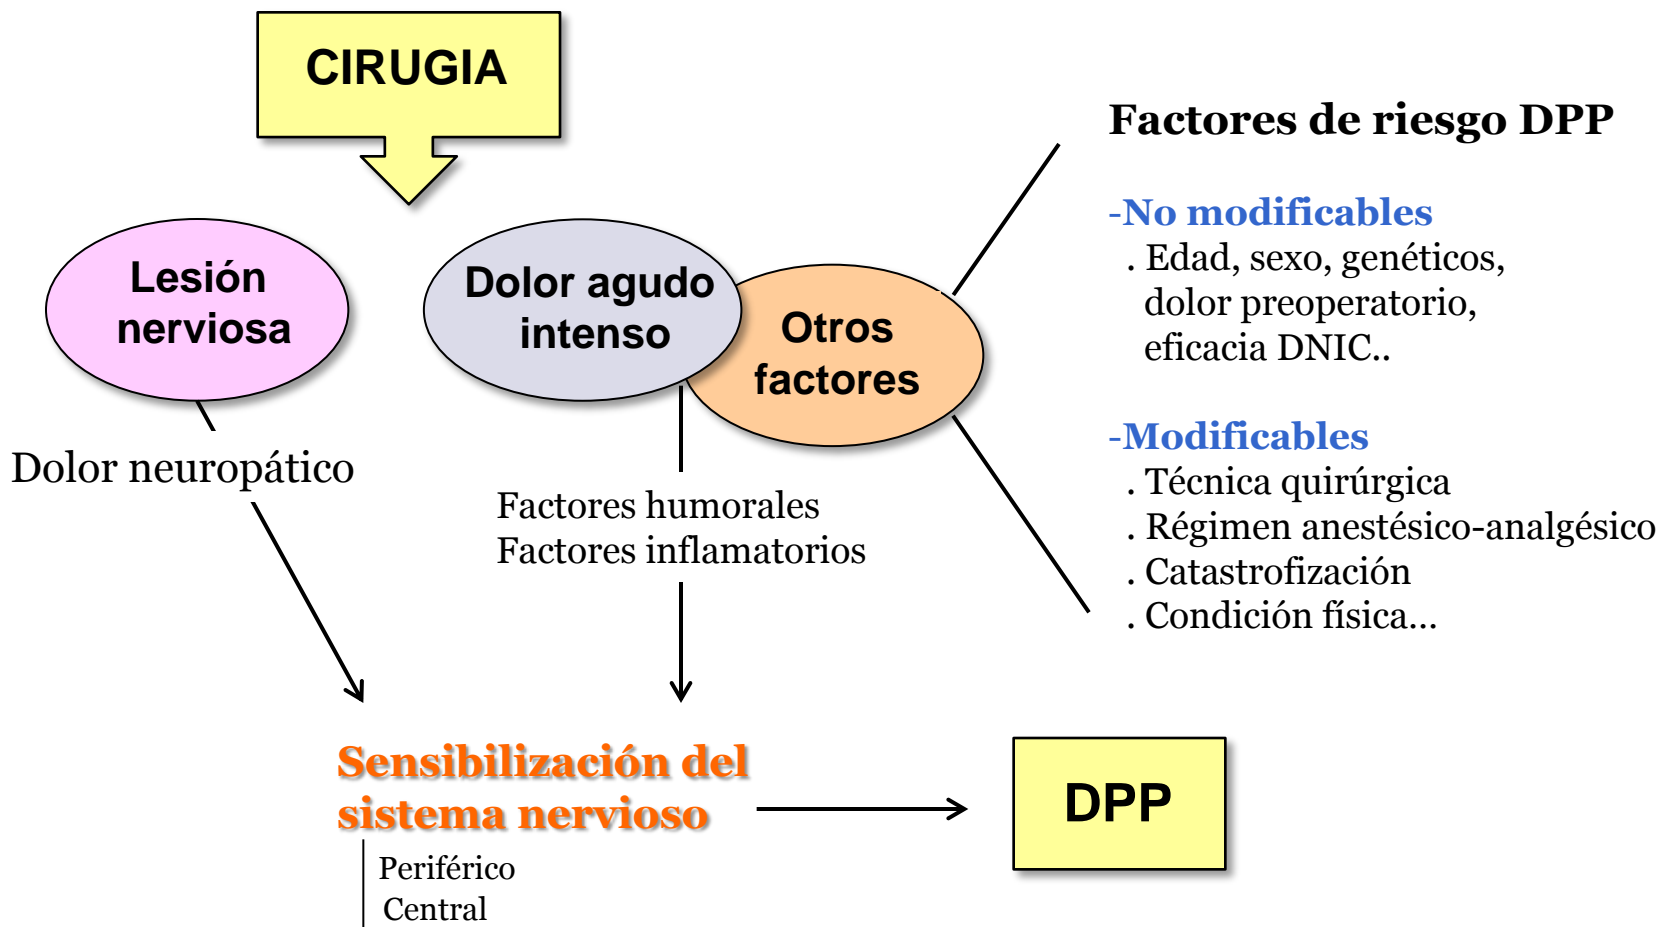 CIRUGIA
Lesión
nerviosa
Dolor agudo
intenso
Otros
factores
Dolor neuropático
Factores humorales
Factores inflamatorios
Sensibilización del
sistema nervioso
Periférico
Central
DPP
Factores de riesgo DPP
-No modificables
. Edad, sexo, genéticos,
dolor preoperatorio,
eficacia DNIC..
-Modificables
. Técnica quirúrgica
. Régimen anestésico-analgésico
. Catastrofización
. Condición física...